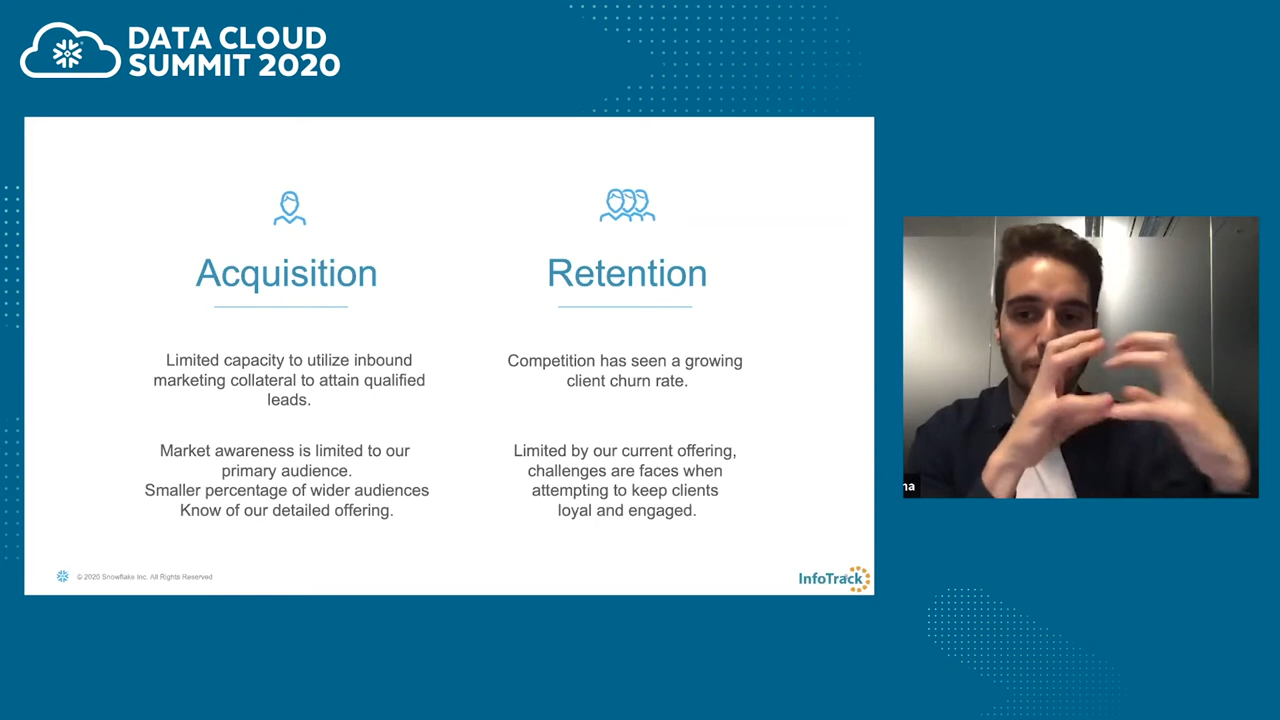 DATA CLOUD
SUMMIT 2020
Acquisition
Limited capacity to utilize inbound
marketing collateral to attain qualified
leads.
Market awareness is limited to our
primary audience.
Smaller percentage of wider audiences
Know of our detailed offering.
Retention
Competition has seen a growing
client churn rate.
Limited by our current offering,
challenges are faces when
attempting to keep clients
loyal and engaged.
© 2020 Snowflake Inc. All Rights Reserved
InfoTrack
na